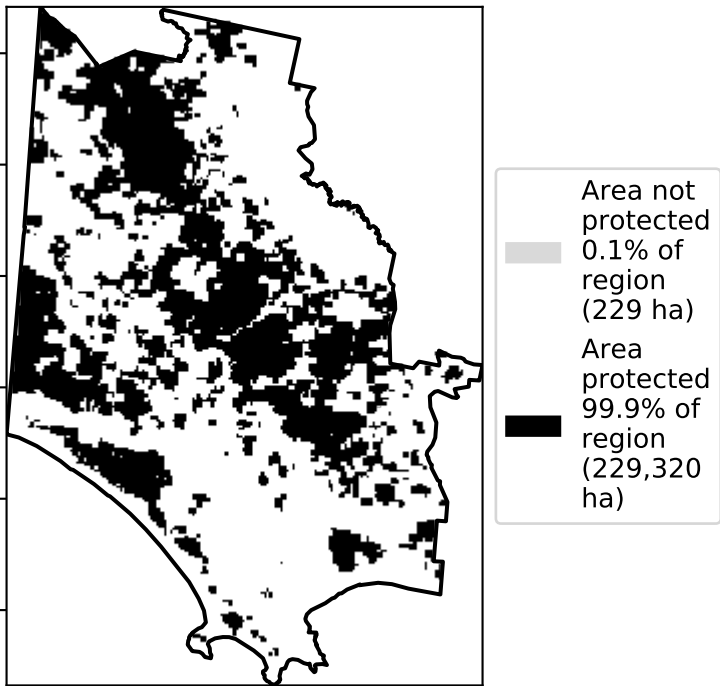 Area not
protected
0.1% of
region
(229 ha)
Area
protected
99.9% of
region
(229,320
ha)